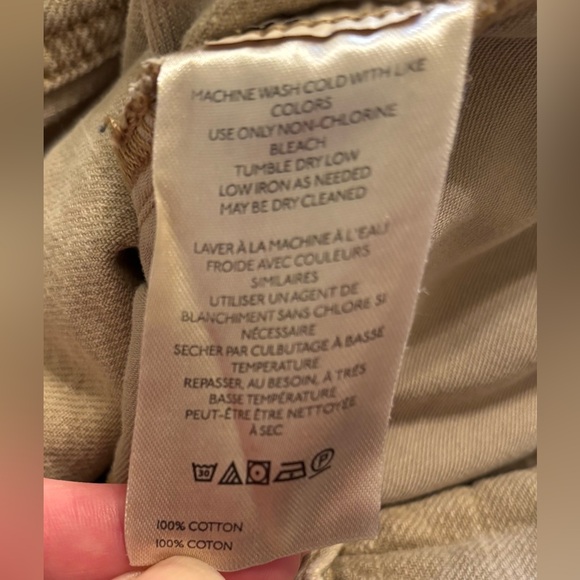 MACHINE WASH COLD WITH LIKE
COLORS
USE ONLY NON-CHLORINE
BLEACH
TUMBLE DRY LOW
LOW IRON AS NEEDED
MAY BE DRY CLEANED
LAVER À LA MACHINE À L'EAU
FROIDE AVEC COULEURS
SIMILAIRES
UTILISER UN AGENT DE
BLANCHIMENT SANS CHLORE SI
NÉCESSAIRE
SECHER PAR CULBUTAGE À BASSE
TEMPERATURE
REPASSER, AU BESOIN, À TRÈS
BASSE TEMPÉRATURE
PEUT-ÊTRE ÊTRE NETTOYÉE
À SEC
30 P
100% COTTON
100% COTON